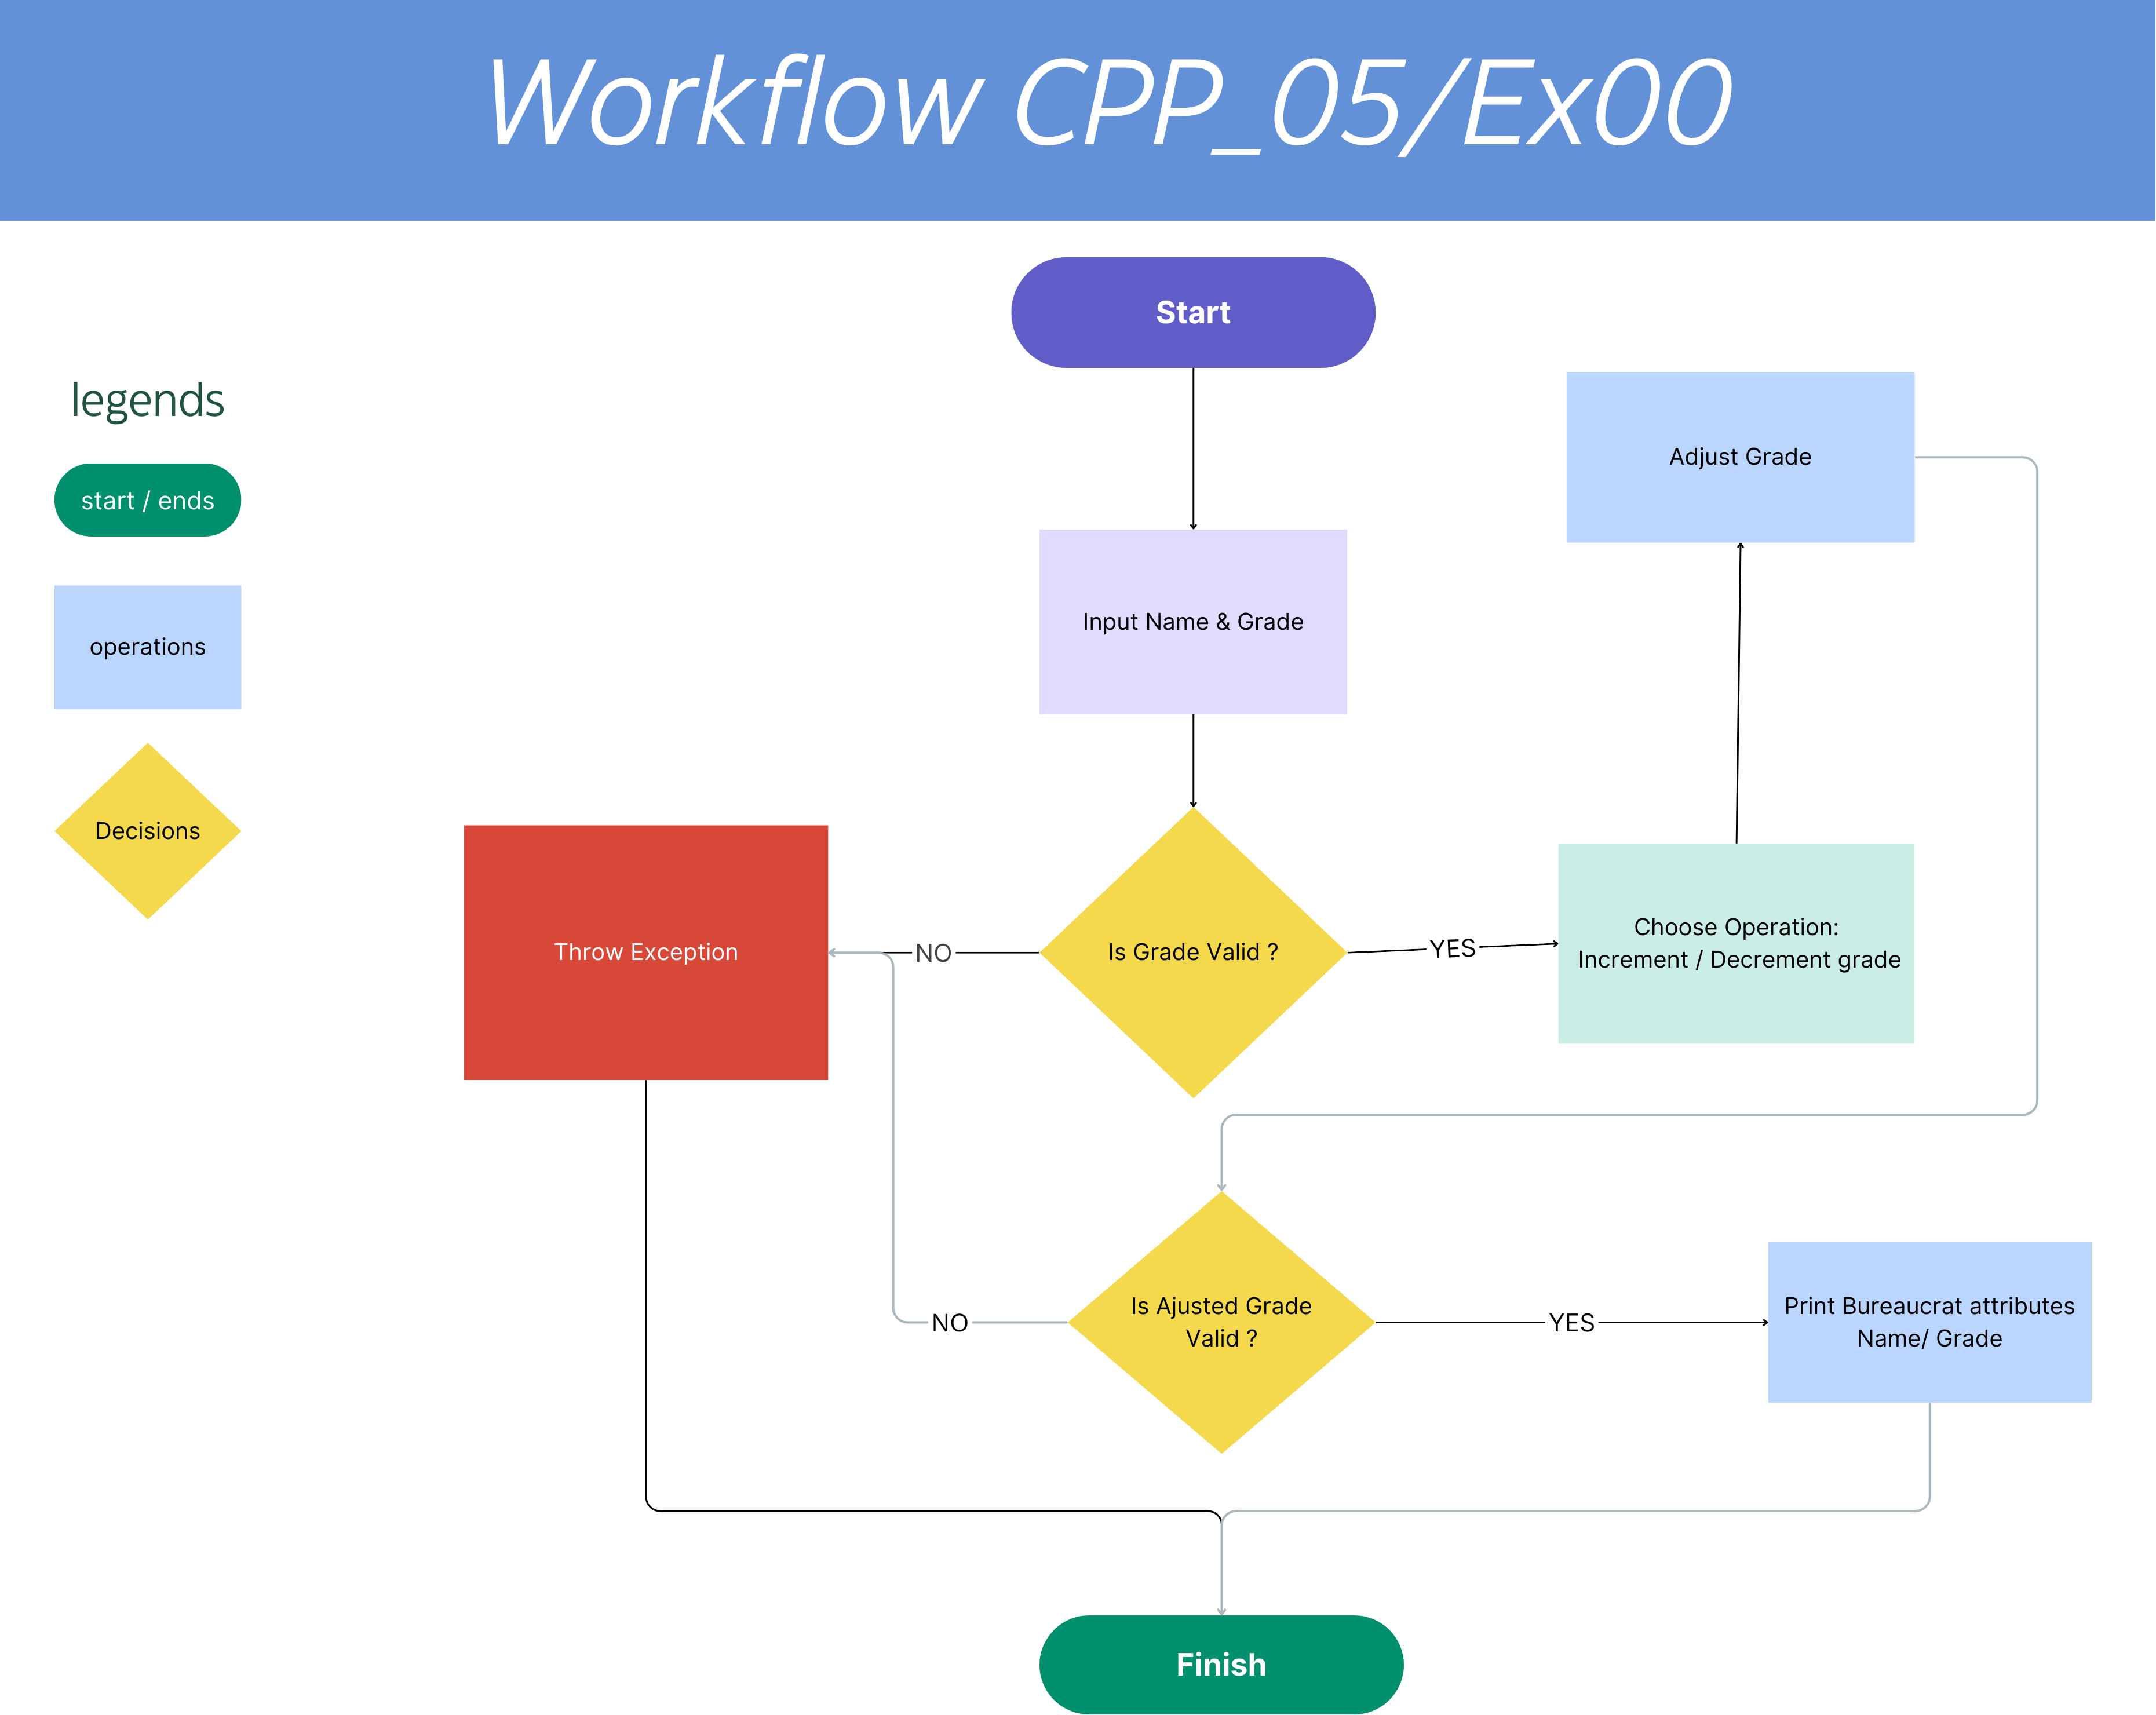 Workflow CPP_05/Ex00
Start
legends
start / ends
operations
Decisions
Adjust Grade
Input Name & Grade
Throw Exception
NO
Is Grade Valid ?
YES
Choose Operation:
Increment / Decrement grade
NO
Is Ajusted Grade
Valid ?
YES
Print Bureaucrat attributes
Name/ Grade
Finish